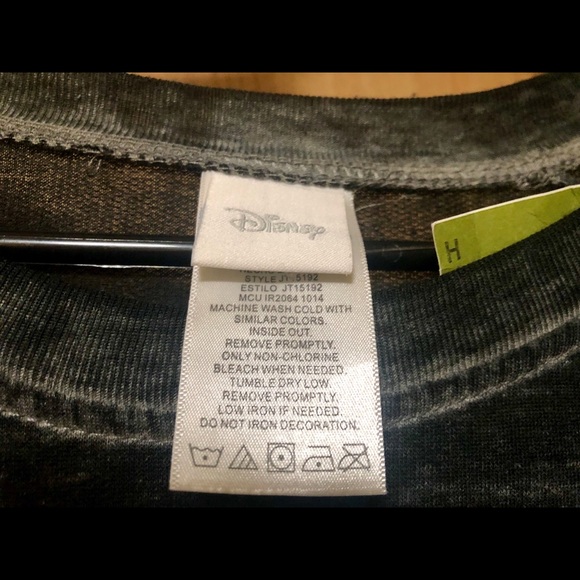 Disney
STYLE JT15192
ESTILO JT15192
MCU IR2064 1014
MACHINE WASH COLD WITH
SIMILAR COLORS.
INSIDE OUT.
REMOVE PROMPTLY.
ONLY NON-CHLORINE
BLEACH WHEN NEEDED.
TUMBLE DRY LOW.
REMOVE PROMPTLY.
LOW IRON IF NEEDED.
DO NOT IRON DECORATION.
H